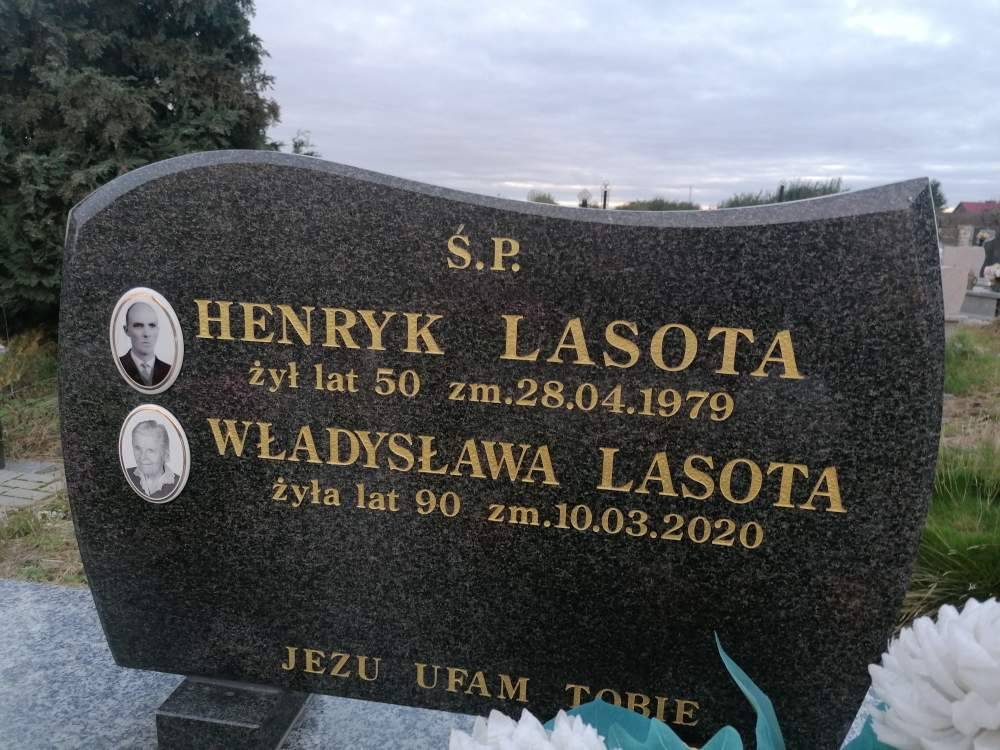 Ś.P.
HENRYK LASOTA
żył lat 50 zm.28.04.1979
WŁADYSŁAWA LASOTA
żyła lat 90 zm.10.03.2020
JEZU UFAM TOBIE